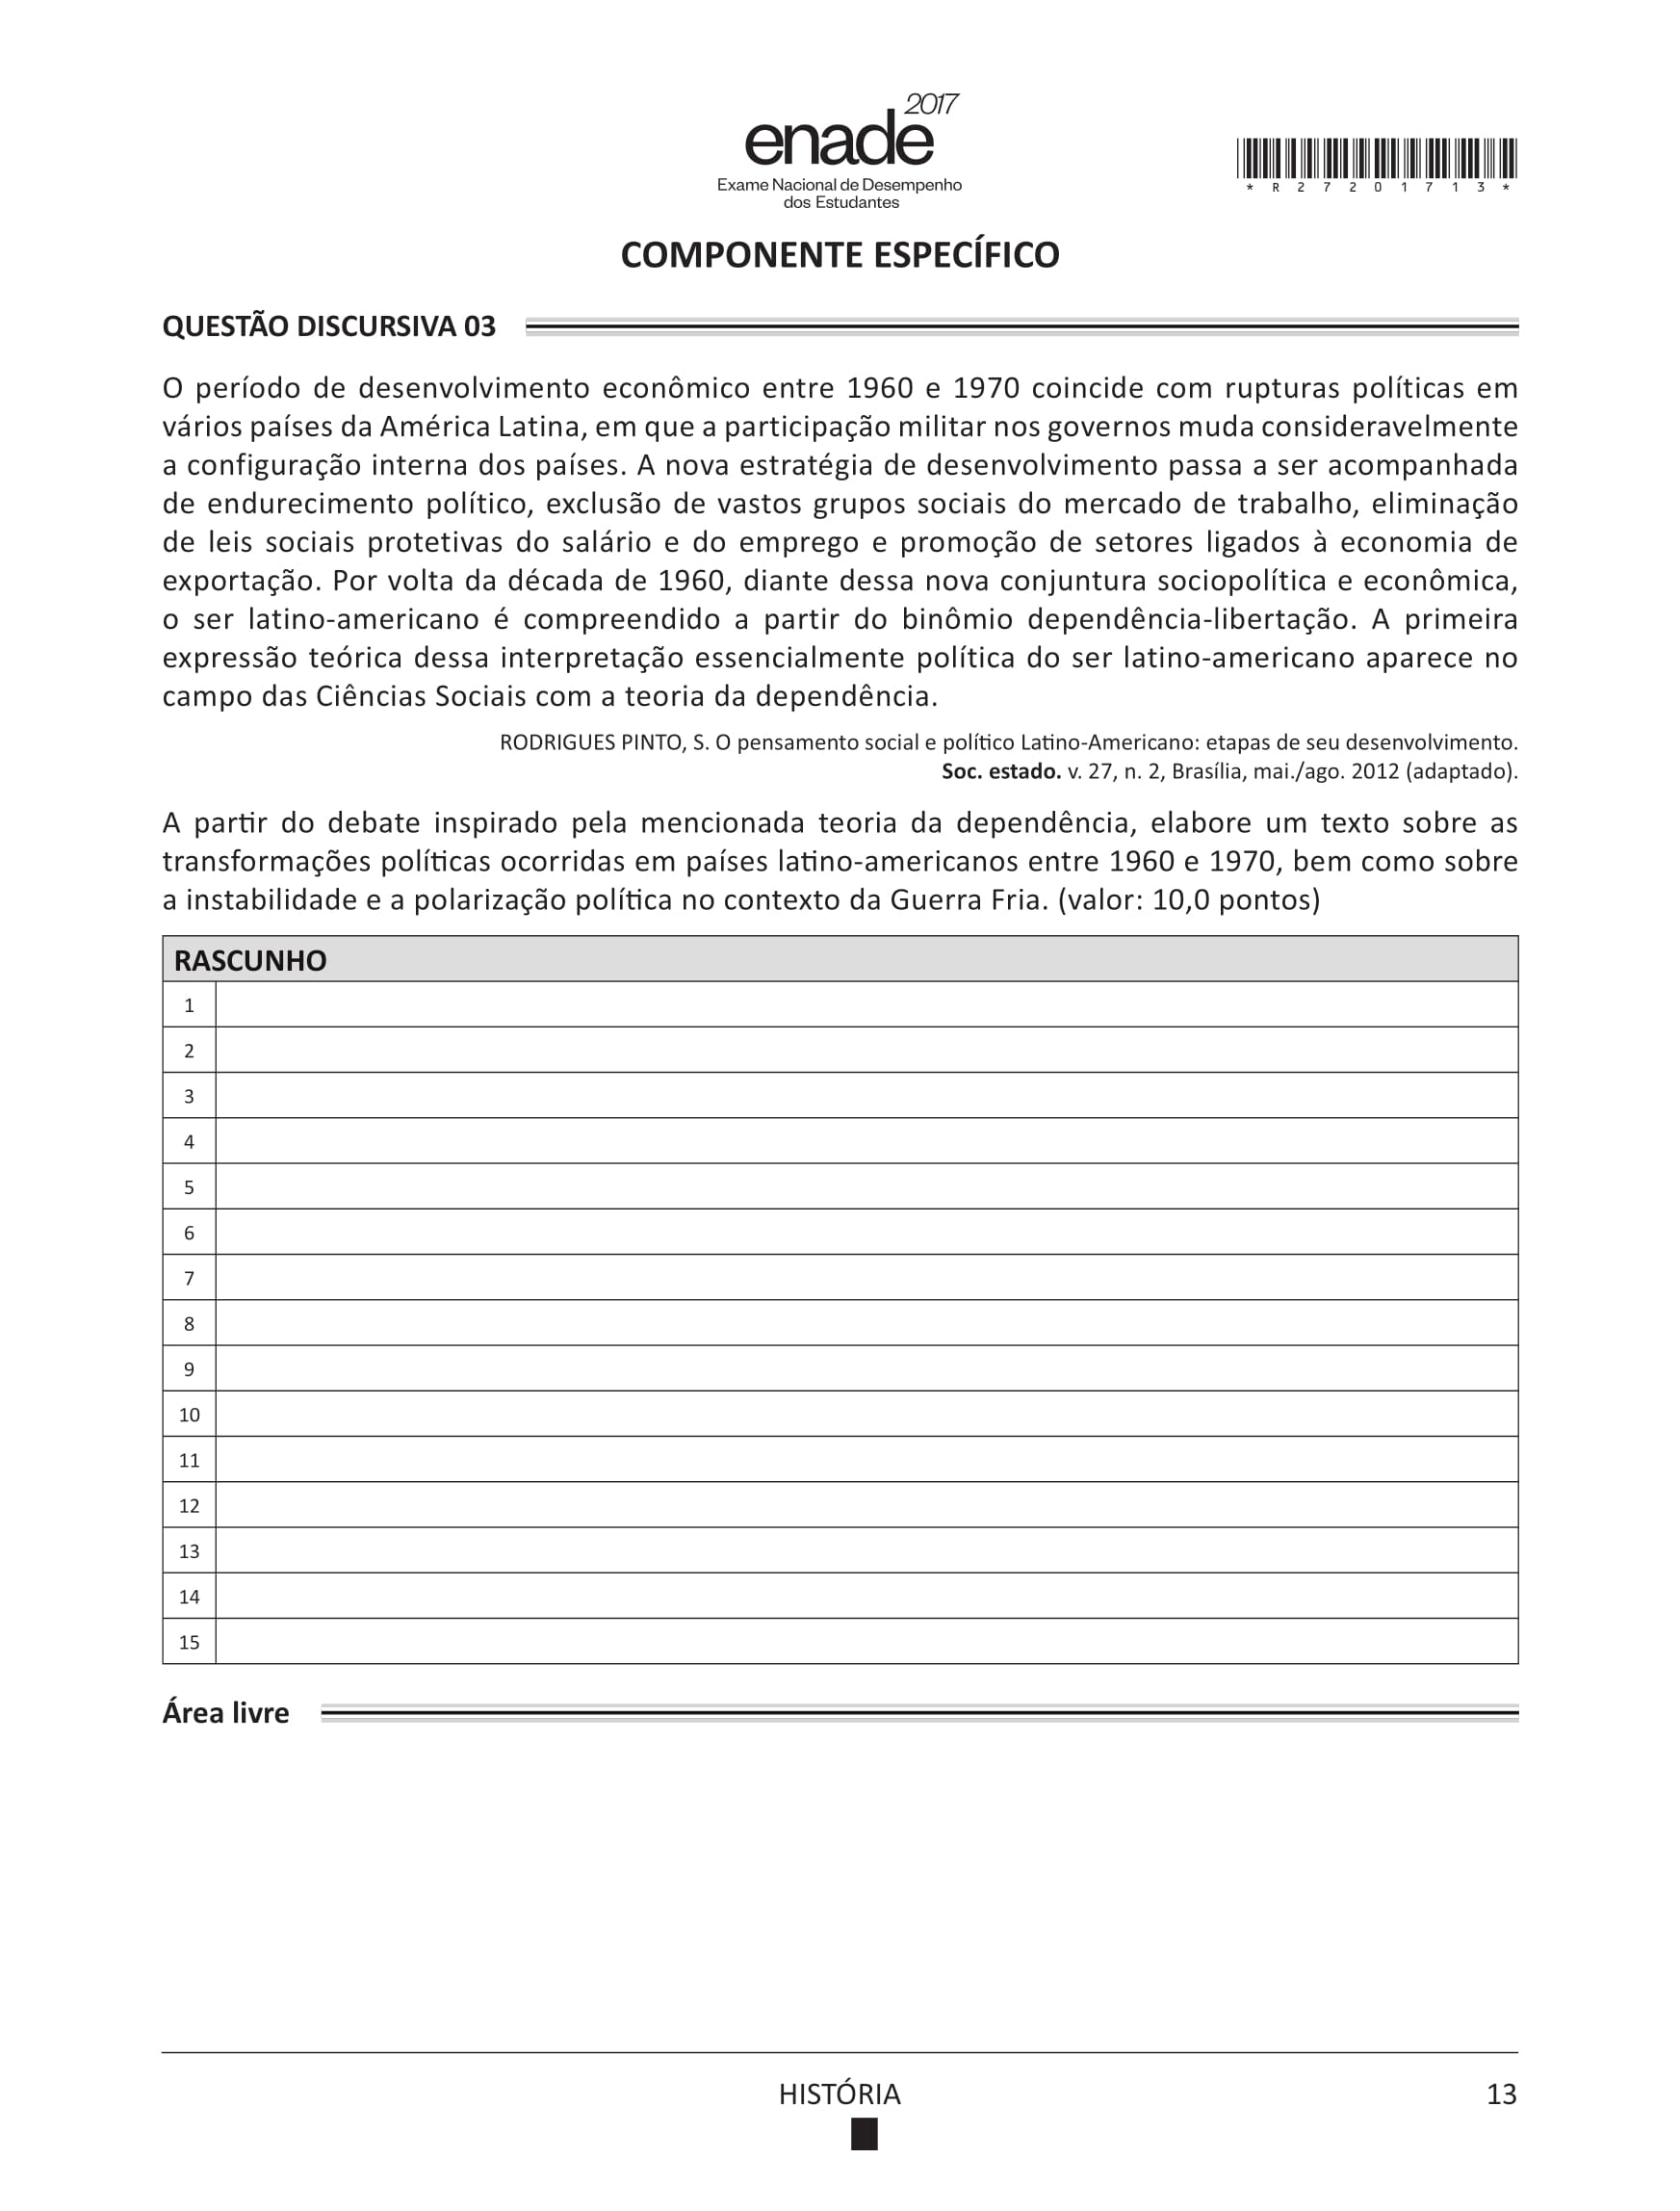 2017
enade
Exame Nacional de Desempenho
dos Estudantes
* R 2 7 2 0 1 7 1 3 *
COMPONENTE ESPECÍFICO
QUESTÃO DISCURSIVA 03
O período de desenvolvimento econômico entre 1960 e 1970 coincide com rupturas políticas em
vários países da América Latina, em que a participação militar nos governos muda consideravelmente
a configuração interna dos países. A nova estratégia de desenvolvimento passa a ser acompanhada
de endurecimento político, exclusão de vastos grupos sociais do mercado de trabalho, eliminação
de leis sociais protetivas do salário e do emprego e promoção de setores ligados à economia de
exportação. Por volta da década de 1960, diante dessa nova conjuntura sociopolítica e econômica,
o ser latino-americano é compreendido a partir do binômio dependência-libertação. A primeira
expressão teórica dessa interpretação essencialmente política do ser latino-americano aparece no
campo das Ciências Sociais com a teoria da dependência.
RODRIGUES PINTO, S. O pensamento social e político Latino-Americano: etapas de seu desenvolvimento.
Soc. estado. v. 27, n. 2, Brasília, mai./ago. 2012 (adaptado).
A partir do debate inspirado pela mencionada teoria da dependência, elabore um texto sobre as
transformações políticas ocorridas em países latino-americanos entre 1960 e 1970, bem como sobre
a instabilidade e a polarização política no contexto da Guerra Fria. (valor: 10,0 pontos)
RASCUNHO
1
2
3
4
5
6
7
8
9
10
11
12
13
14
15
Área livre
HISTÓRIA
13